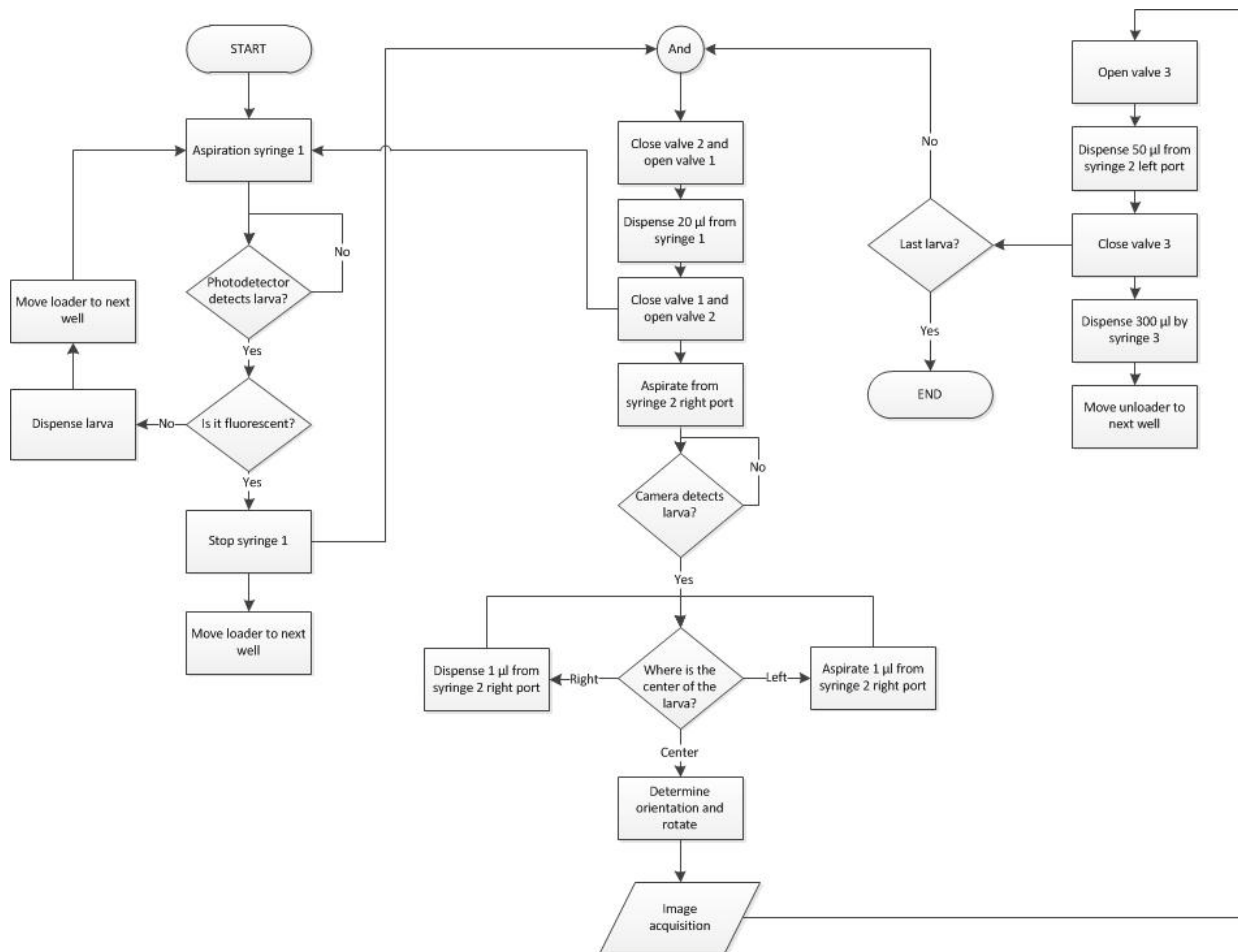 START
Aspiration syringe 1
No
Photodetector
detects larva?
Move loader to next
well
Yes
Dispense larva
No
Is it fluorescent?
Yes
Stop syringe 1
Move loader to next
well
And
Close valve 2 and
open valve 1
Dispense 20 µl from
syringe 1
Close valve 1 and
open valve 2
Aspirate from
syringe 2 right port
No
Camera detects
larva?
Yes
Dispense 1 µl from
syringe 2 right port
Right
Where is the
center of the
larva?
Left
Aspirate 1 µl from
syringe 2 right port
Center
Determine
orientation and
rotate
Image
acquisition
No
Last larva?
Yes
END
Open valve 3
Dispense 50 µl from
syringe 2 left port
Close valve 3
Dispense 300 µl by
syringe 3
Move unloader to
next well